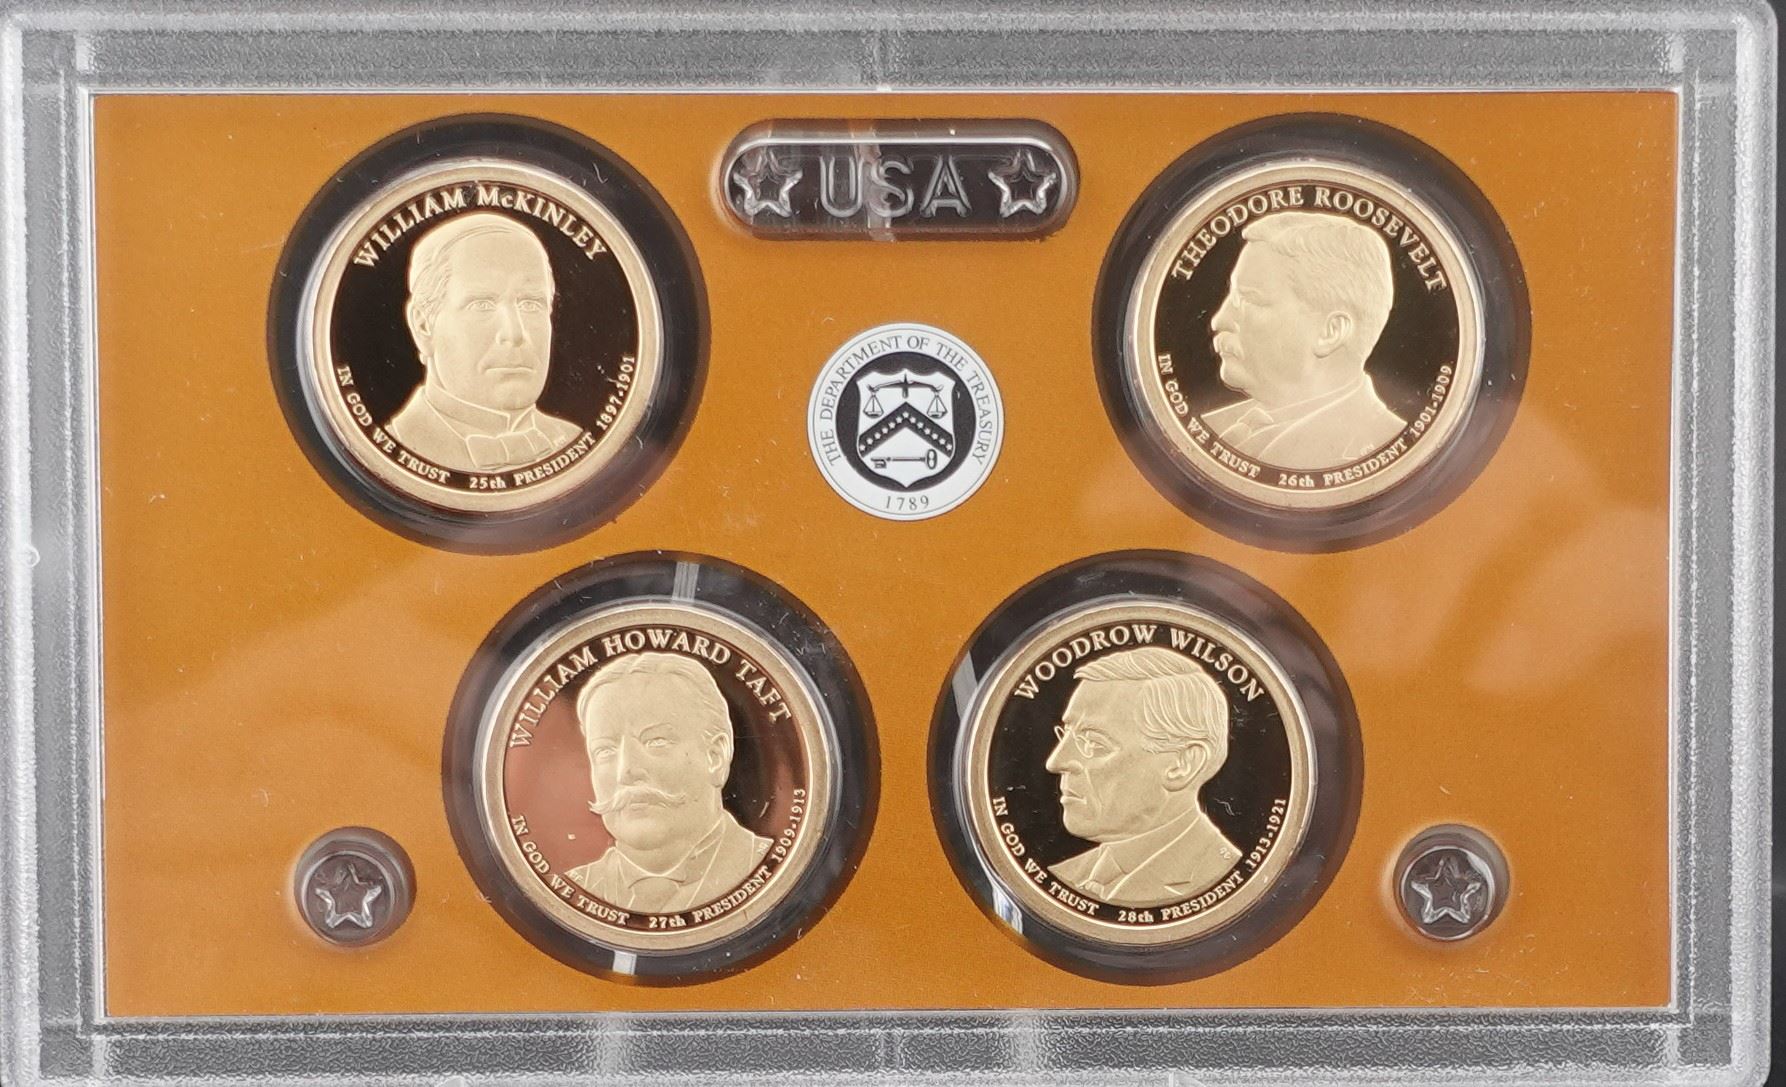 USA
WILLIAM McKINLEY
IN GOD WE TRUST 25th PRESIDENT 1897-1901
THE DEPARTMENT OF THE TREASURY
1789
THEODORE ROOSEVELT
IN GOD WE TRUST 26th PRESIDENT 1901-1909
WILLIAM HOWARD TAFT
IN GOD WE TRUST 27th PRESIDENT 1909-1913
WOODROW WILSON
IN GOD WE TRUST 28th PRESIDENT 1913-1921